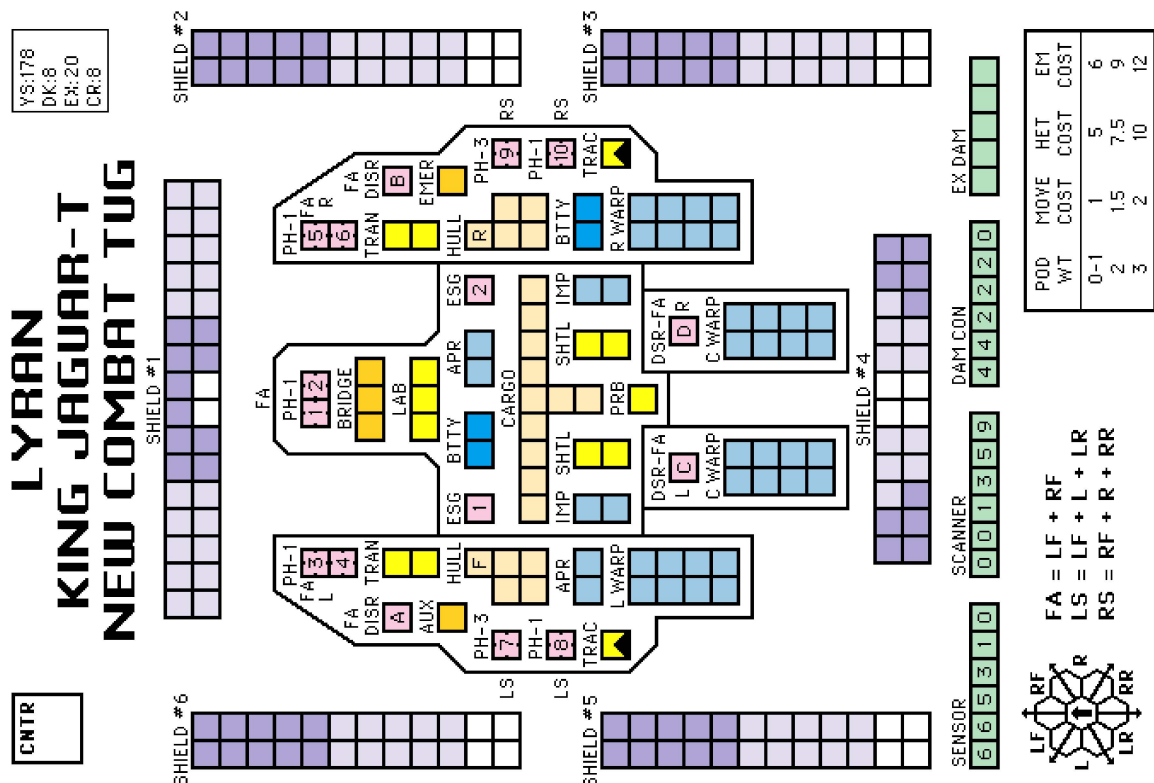 LYRAN
KING JAGUAR-T
NEW COMBAT TUG
CNTR
YS:178
DK:8
EX:20
CR:8
SHIELD #1
SHIELD #2
SHIELD #3
SHIELD #4
SHIELD #5
SHIELD #6
FA
PH-1
1 2
BRIDGE
LAB
BTTY
APR
ESG
1
ESG
2
CARGO
IMP
SHTL
PRB
SHTL
IMP
PH-1
3
4
FA
L
TRAN
FA
DISR
A
AUX
HULL
F
PH-3
7
LS
PH-1
8
LS
TRAC
APR
L WARP
PH-1
5
6
FA
R
TRAN
FA
DISR
B
EMER
HULL
R
PH-3
9
RS
PH-1
10
RS
TRAC
BTTY
R WARP
DSR-FA
L
C
C WARP
DSR-FA
D
R
C WARP
SENSOR
6 6 5 3 1 0
SCANNER
0 0 1 3 5 9
DAM CON
4 4 2 2 2 0
EX DAM
LF RF
L R
LR RR
FA = LF + RF
LS = LF + L + LR
RS = RF + R + RR
POD MOVE HET EM
WT COST COST COST
0-1 1 5 6
2 1.5 7.5 9
3 2 10 12